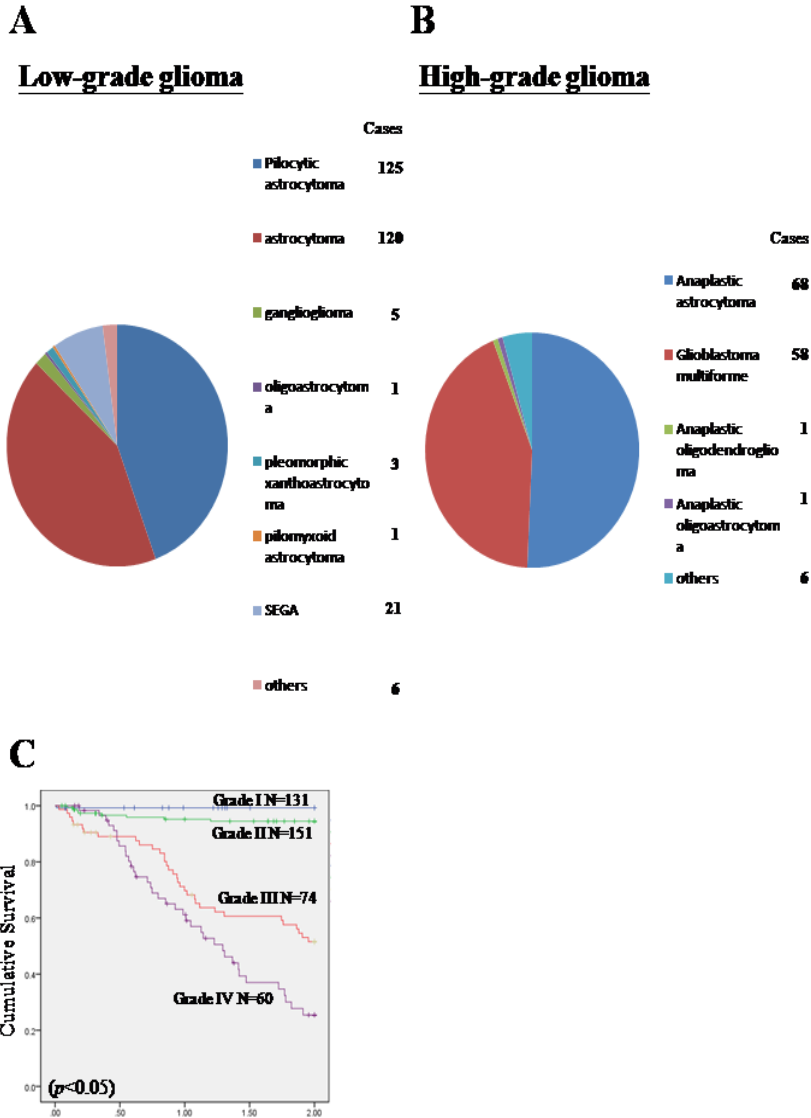 A
Low-grade glioma
Cases
Pilocytic
astrocytoma
125
astrocytoma
120
ganglioglioma
5
oligoastrocytom
a
1
pleomorphic
xanthoastrocyto
ma
3
pilomyxoid
astrocytoma
1
SEGA
21
others
6
B
High-grade glioma
Cases
Anaplastic
astrocytoma
68
Glioblastoma
multiforme
58
Anaplastic
oligodendroglio
ma
1
Anaplastic
oligoastrocytom
a
1
others
6
C
Cumulative Survival
1.0
0.8
0.6
0.4
0.2
0.0
Grade I N=131
Grade II N=151
Grade III N=74
Grade IV N=60
(p<0.05)
.00
.50
1.00
1.50
2.00